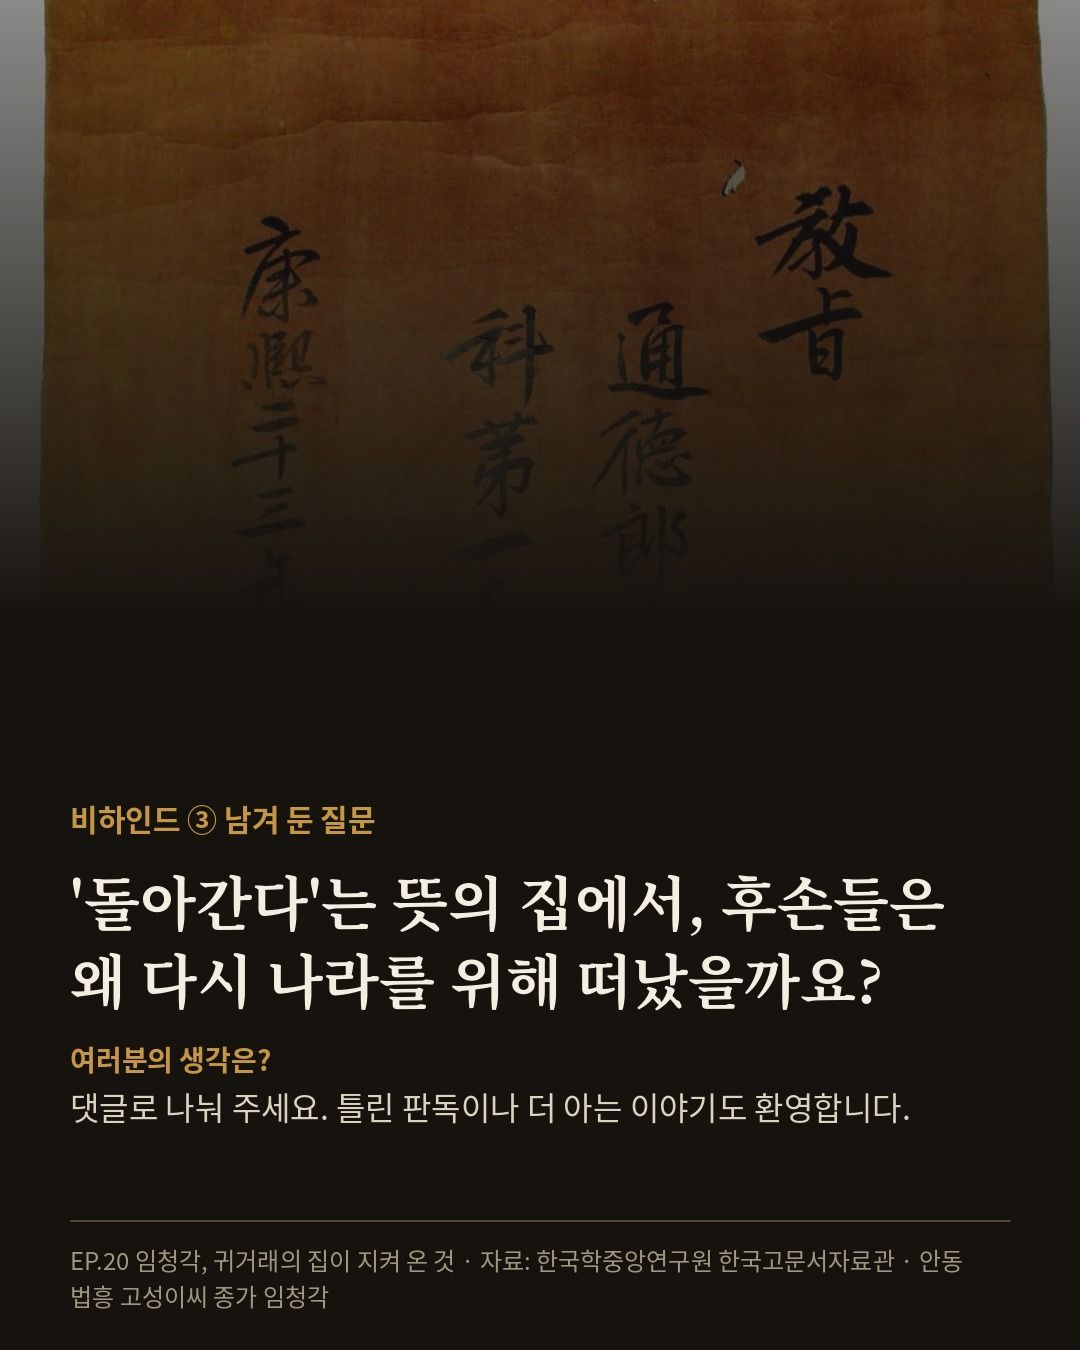 教旨
通德郎
科苐一
康熙二十三年
비하인드 ③ 남겨 둔 질문
'돌아간다'는 뜻의 집에서, 후손들은
왜 다시 나라를 위해 떠났을까요?
여러분의 생각은?
댓글로 나눠 주세요. 틀린 판독이나 더 아는 이야기도 환영합니다.
EP.20 임청각, 귀거래의 집이 지켜 온 것 · 자료: 한국학중앙연구원 한국고문서자료관 · 안동
법흥 고성이씨 종가 임청각